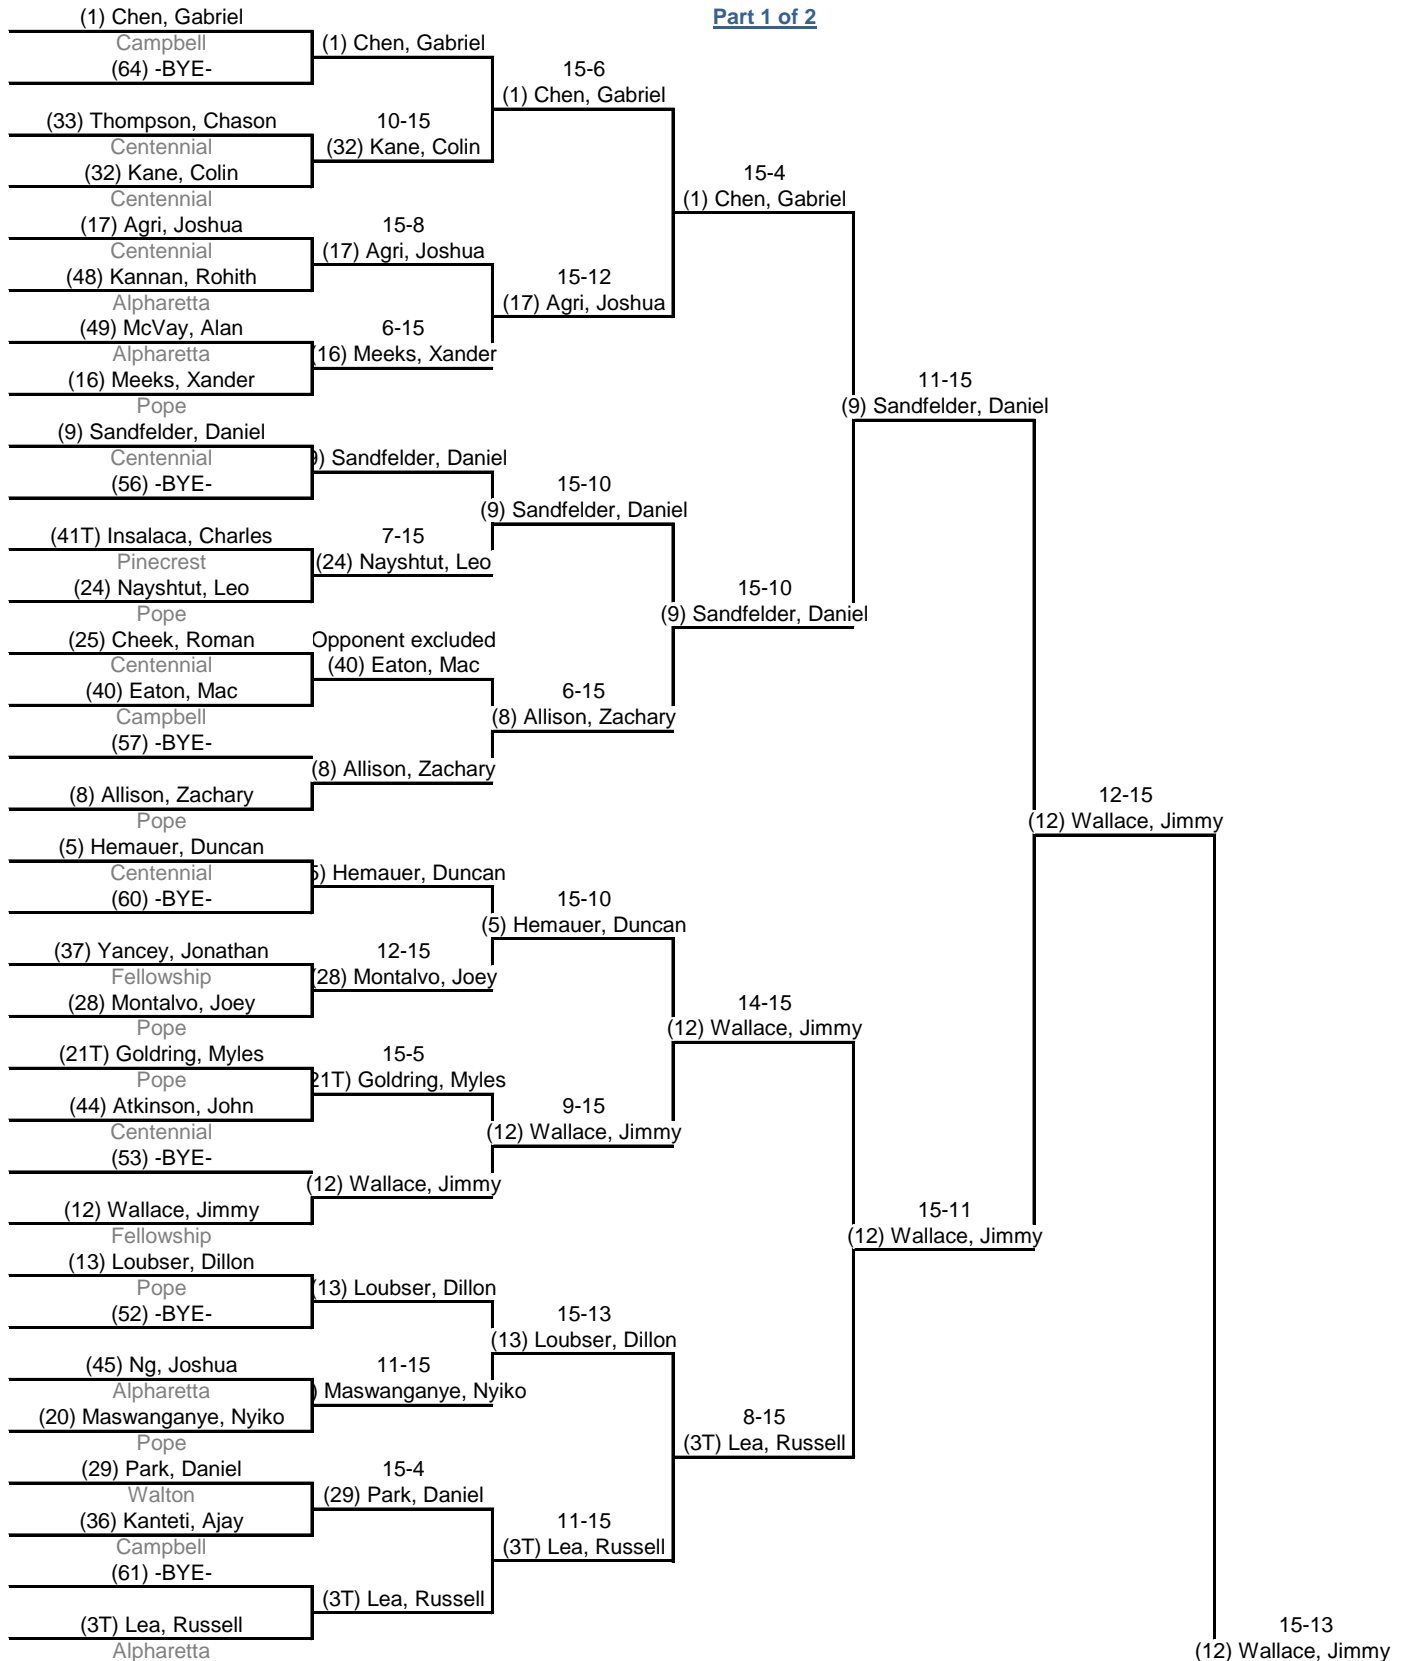 Part 1 of 2
(1) Chen, Gabriel
Campbell
(64) -BYE-
(33) Thompson, Chason
Centennial
(32) Kane, Colin
Centennial
(17) Agri, Joshua
Centennial
(48) Kannan, Rohith
Alpharetta
(49) McVay, Alan
Alpharetta
(16) Meeks, Xander
Pope
(9) Sandfelder, Daniel
Centennial
(56) -BYE-
(41T) Insalaca, Charles
Pinecrest
(24) Nayshtut, Leo
Pope
(25) Cheek, Roman
Centennial
(40) Eaton, Mac
Campbell
(57) -BYE-
(8) Allison, Zachary
Pope
(5) Hemauer, Duncan
Centennial
(60) -BYE-
(37) Yancey, Jonathan
Fellowship
(28) Montalvo, Joey
Pope
(21T) Goldring, Myles
Pope
(44) Atkinson, John
Centennial
(53) -BYE-
(12) Wallace, Jimmy
Fellowship
(13) Loubser, Dillon
Pope
(52) -BYE-
(45) Ng, Joshua
Alpharetta
(20) Maswanganye, Nyiko
Pope
(29) Park, Daniel
Walton
(36) Kanteti, Ajay
Campbell
(61) -BYE-
(3T) Lea, Russell
Alpharetta
(1) Chen, Gabriel
10-15
(32) Kane, Colin
15-8
(17) Agri, Joshua
6-15
(16) Meeks, Xander
9) Sandfelder, Daniel
7-15
(24) Nayshtut, Leo
Opponent excluded
(40) Eaton, Mac
(8) Allison, Zachary
5) Hemauer, Duncan
12-15
(28) Montalvo, Joey
15-5
21T) Goldring, Myles
(12) Wallace, Jimmy
(13) Loubser, Dillon
11-15
) Maswanganye, Nyiko
15-4
(29) Park, Daniel
(3T) Lea, Russell
15-6
(1) Chen, Gabriel
15-12
(17) Agri, Joshua
15-10
(9) Sandfelder, Daniel
6-15
(8) Allison, Zachary
15-10
(5) Hemauer, Duncan
9-15
(12) Wallace, Jimmy
15-13
(13) Loubser, Dillon
11-15
(3T) Lea, Russell
15-4
(1) Chen, Gabriel
15-10
(9) Sandfelder, Daniel
14-15
(12) Wallace, Jimmy
8-15
(3T) Lea, Russell
11-15
(9) Sandfelder, Daniel
15-11
(12) Wallace, Jimmy
12-15
(12) Wallace, Jimmy
15-13
(12) Wallace, Jimmy